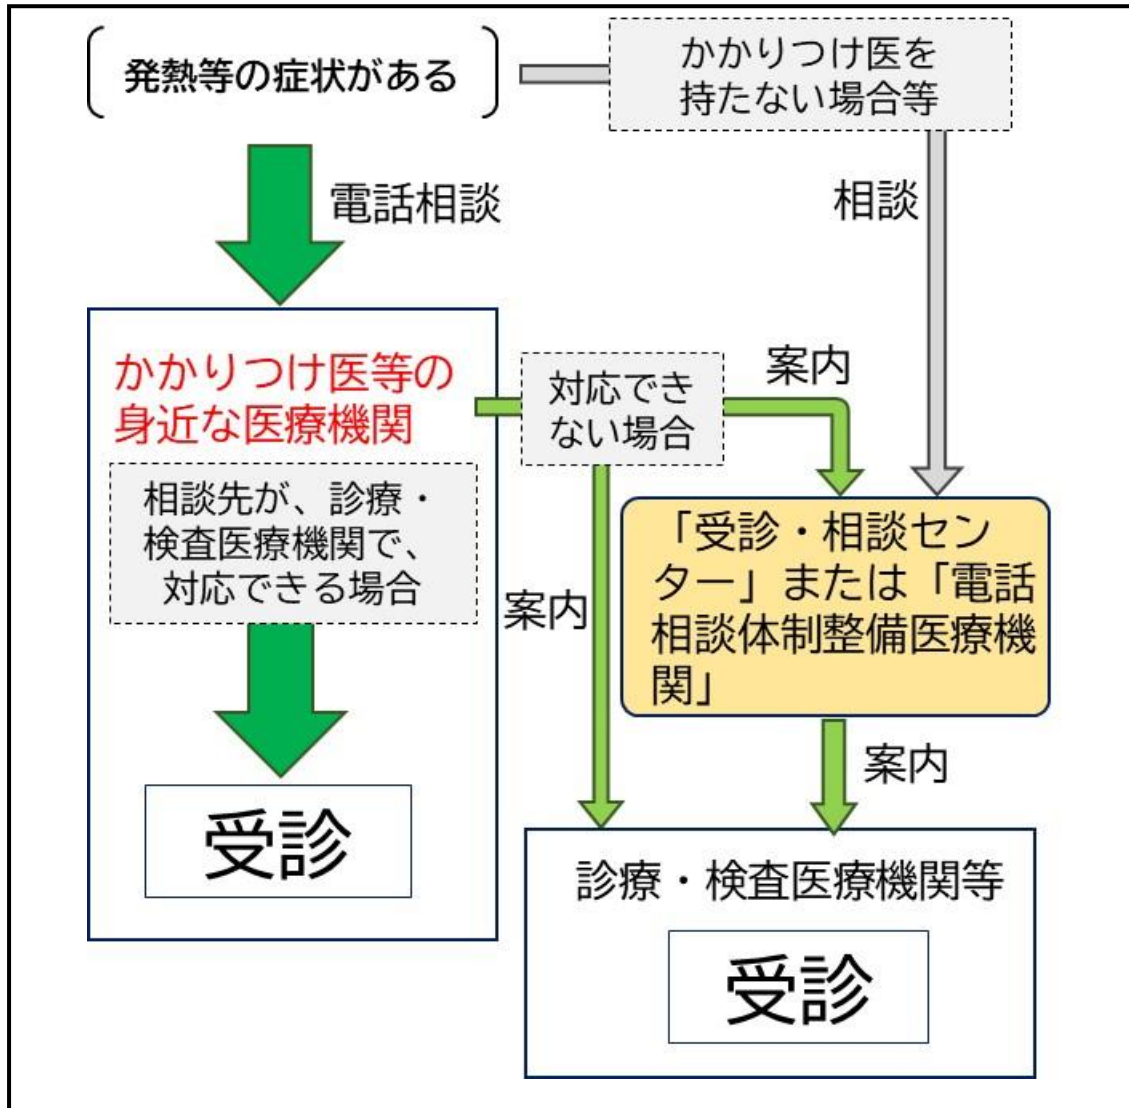 発熱等の症状がある
かかりつけ医を
持たない場合等
電話相談
相談
かかりつけ医等の
身近な医療機関
対応でき
ない場合
案内
相談先が、診療・
検査医療機関で、
対応できる場合
案内
「受診・相談セン
ター」または「電話
相談体制整備医療機
関」
案内
受診
診療・検査医療機関等
受診